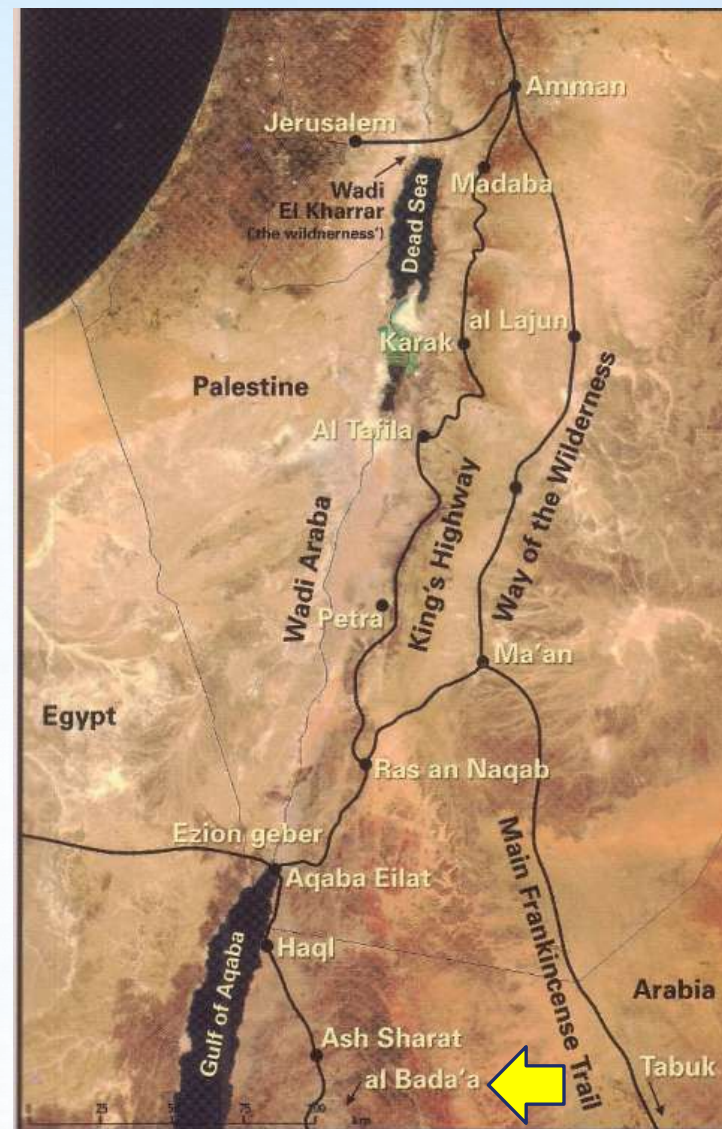 Amman
Jerusalem
Madaba
Wadi
El Kharrar
('the wildnerness')
Dead Sea
al Lajun
Karak
Palestine
Al Tafila
Way of the Wilderness
King's Highway
Wadi Araba
Petra
Ma'an
Egypt
Ras an Naqab
Ezion geber
Aqaba Eilat
Main Frankincense Trail
Haql
Gulf of Aqaba
Arabia
Ash Sharat
Tabuk
al Bada'a
0 25 50 75 100
km